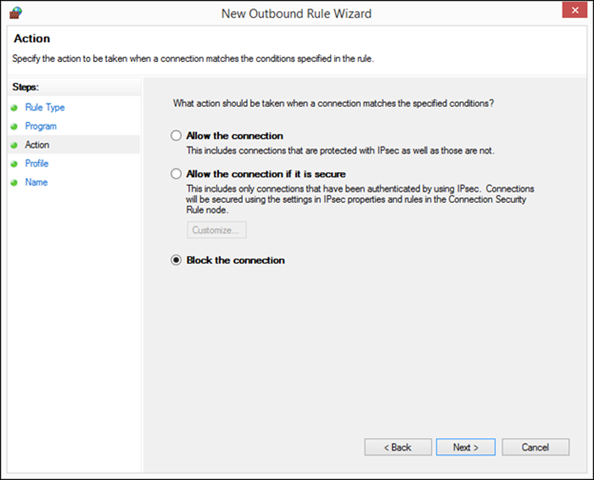 New Outbound Rule Wizard
Action
Specify the action to be taken when a connection matches the conditions specified in the rule.
Steps:
Rule Type
Program
Action
Profile
Name
What action should be taken when a connection matches the specified conditions?
Allow the connection
This includes connections that are protected with IPsec as well as those are not.
Allow the connection if it is secure
This includes only connections that have been authenticated by using IPsec. Connections
will be secured using the settings in IPsec properties and rules in the Connection Security
Rule node.
Customize...
Block the connection
< Back
Next >
Cancel